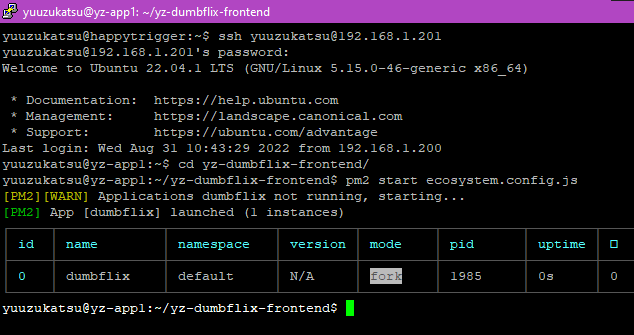 yuuzukatsu@yz-app1: ~/yz-dumbflix-frontend
yuuzukatsu@happytrigger:~$ ssh yuuzukatsu@192.168.1.201
yuuzukatsu@192.168.1.201's password:
Welcome to Ubuntu 22.04.1 LTS (GNU/Linux 5.15.0-46-generic x86_64)
* Documentation: https://help.ubuntu.com
* Management: https://landscape.canonical.com
* Support: https://ubuntu.com/advantage
Last login: Wed Aug 31 10:43:29 2022 from 192.168.1.200
yuuzukatsu@yz-app1:~$ cd yz-dumbflix-frontend/
yuuzukatsu@yz-app1:~/yz-dumbflix-frontend$ pm2 start ecosystem.config.js
[PM2][WARN] Applications dumbflix not running, starting...
[PM2] App [dumbflix] launched (1 instances)
id name namespace version mode pid uptime
0 dumbflix default N/A fork 1985 0s 0
yuuzukatsu@yz-app1:~/yz-dumbflix-frontend$